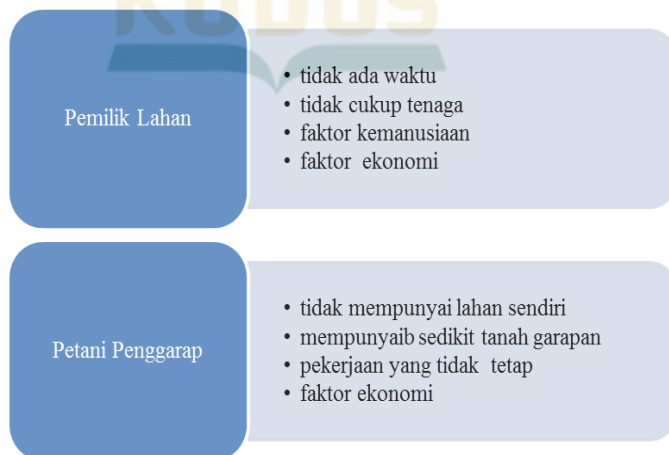 KUDUS
Pemilik Lahan
• tidak ada waktu
• tidak cukup tenaga
• faktor kemanusiaan
• faktor ekonomi
Petani Penggarap
• tidak mempunyai lahan sendiri
• mempunyaib sedikit tanah garapan
• pekerjaan yang tidak tetap
• faktor ekonomi